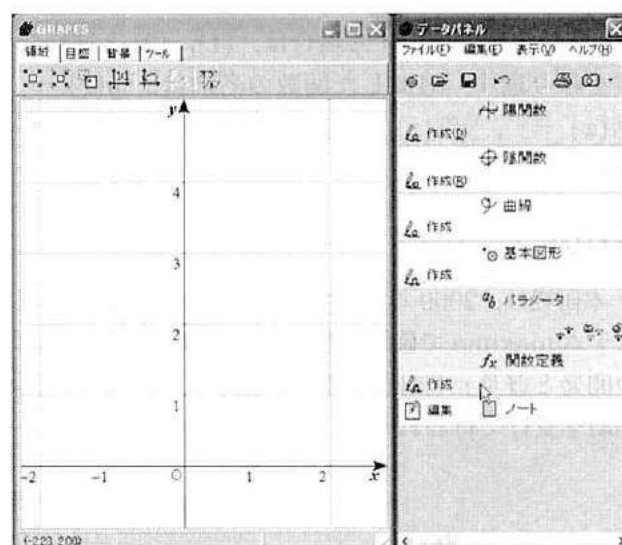 GRAPES
領域 目盛 背景 ツール
y
4
3
2
1
-2 -1 O 1 2 x
データパネル
ファイル(F) 編集(E) 表示(V) ヘルプ(H)
陽関数
作成(D)
陰関数
作成(R)
曲線
作成
基本図形
作成
ab パラメータ
fx 関数定義
作成
編集 ノート